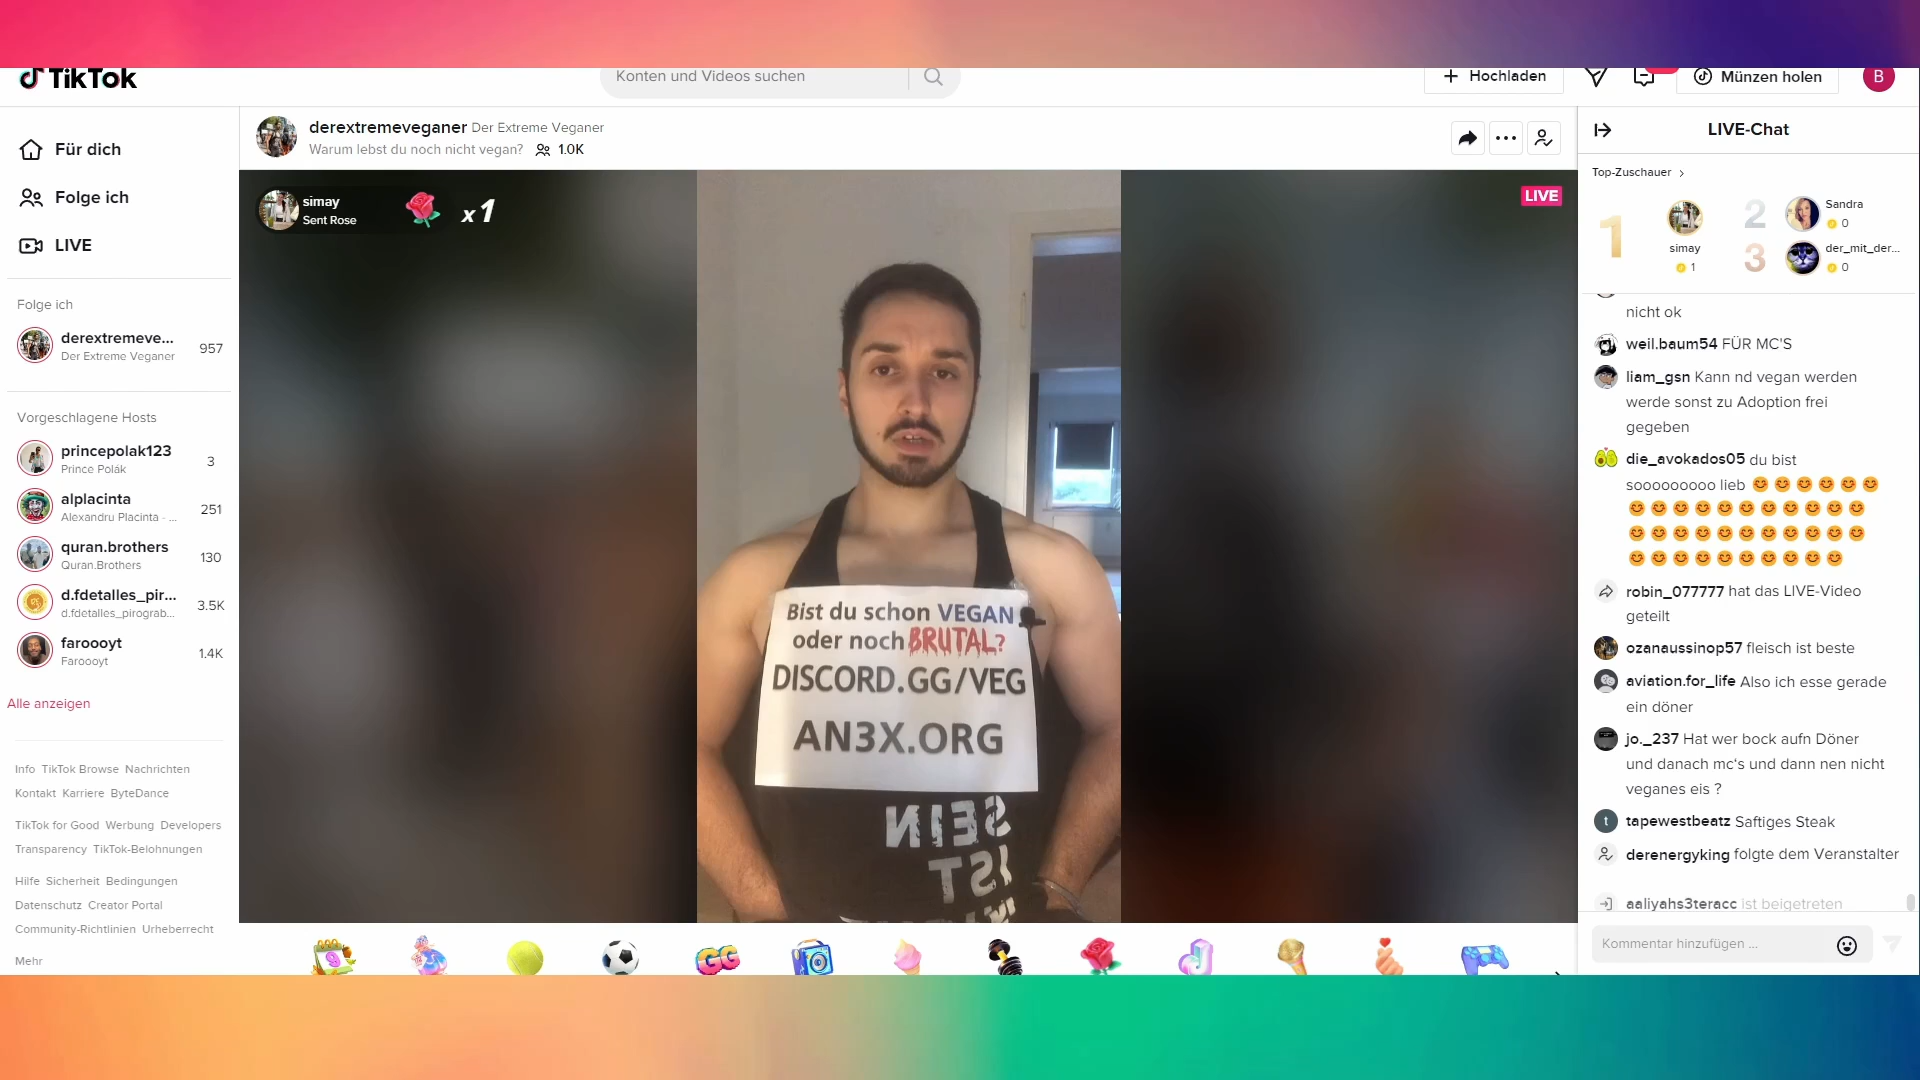 TikTok
Konten und Videos suchen
Hochladen
Münzen holen
B
Für dich
Folge ich
LIVE
Folge ich
derextremeve... 957
Der Extreme Veganer
Vorgeschlagene Hosts
princepolak123 3
Prince Polák
alplacinta 251
Alexandru Placinta - ...
quran.brothers 130
Quran.Brothers
d.fdetalles_pir... 3.5K
d.fdetalles_pirograb...
faroooyt 1.4K
Faroooyt
Alle anzeigen
Info TikTok Browse Nachrichten
Kontakt Karriere ByteDance
TikTok for Good Werbung Developers
Transparency TikTok-Belohnungen
Hilfe Sicherheit Bedingungen
Datenschutz Creator Portal
Community-Richtlinien Urheberrecht
Mehr
derextremeveganer Der Extreme Veganer
Warum lebst du noch nicht vegan? 1.0K
simay
Sent Rose
x1
LIVE
Bist du schon VEGAN
oder noch BRUTAL?
DISCORD.GG/VEG
AN3X.ORG
SEIN
IST
9
GG
LIVE-Chat
Top-Zuschauer
1
simay
1
2
Sandra
0
3
der_mit_der...
0
nicht ok
weil.baum54 FÜR MC'S
liam_gsn Kann nd vegan werden
werde sonst zu Adoption frei
gegeben
die_avokados05 du bist
sooooooooo lieb 😊😊😊😊😊😊
😊😊😊😊😊😊😊😊😊😊😊
😊😊😊😊😊😊😊😊😊😊😊
😊😊😊😊😊😊😊😊😊😊
robin_077777 hat das LIVE-Video
geteilt
ozanaussinop57 fleisch ist beste
aviation.for_life Also ich esse gerade
ein döner
jo._237 Hat wer bock aufn Döner
und danach mc's und dann nen nicht
veganes eis ?
t
tapewestbeatz Saftiges Steak
derenergyking folgte dem Veranstalter
aaliyahs3teracc ist beigetreten
Kommentar hinzufügen ...